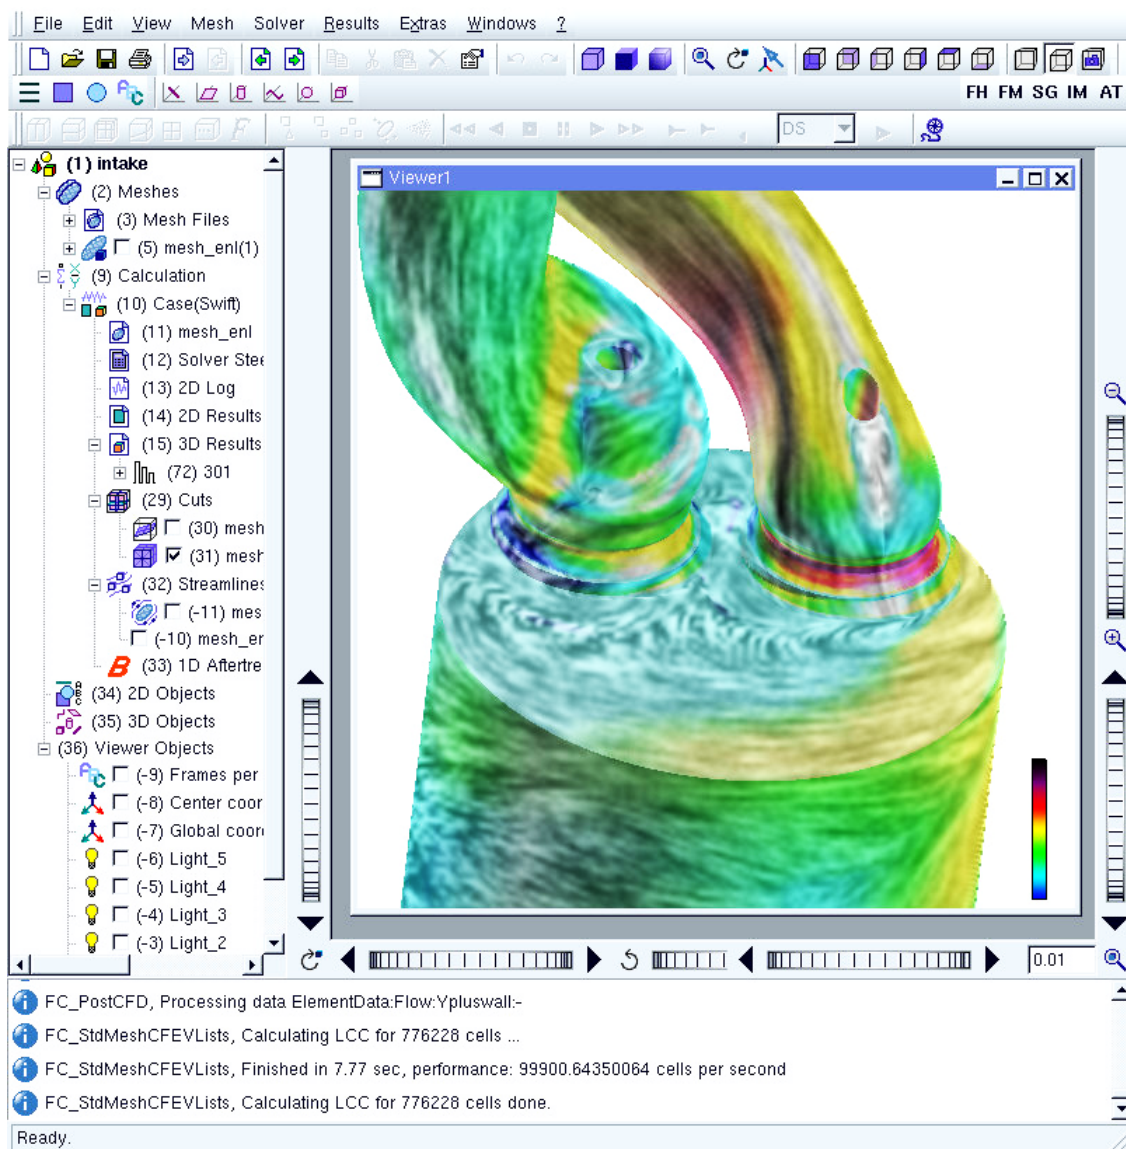 File Edit View Mesh Solver Results Extras Windows ?
FH FM SG IM AT
DS
(1) intake
(2) Meshes
(3) Mesh Files
(5) mesh_enl(1)
(9) Calculation
(10) Case(Swift)
(11) mesh_enl
(12) Solver Stee
(13) 2D Log
(14) 2D Results
(15) 3D Results
(72) 301
(29) Cuts
(30) mesh
(31) mesh
(32) Streamlines
(-11) mes
(-10) mesh_er
(33) 1D Aftertre
(34) 2D Objects
(35) 3D Objects
(36) Viewer Objects
(-9) Frames per
(-8) Center coor
(-7) Global coor
(-6) Light_5
(-5) Light_4
(-4) Light_3
(-3) Light_2
Viewer1
0.01
FC_PostCFD, Processing data ElementData:Flow:Ypluswall:-
FC_StdMeshCFEVLists, Calculating LCC for 776228 cells ...
FC_StdMeshCFEVLists, Finished in 7.77 sec, performance: 99900.64350064 cells per second
FC_StdMeshCFEVLists, Calculating LCC for 776228 cells done.
Ready.